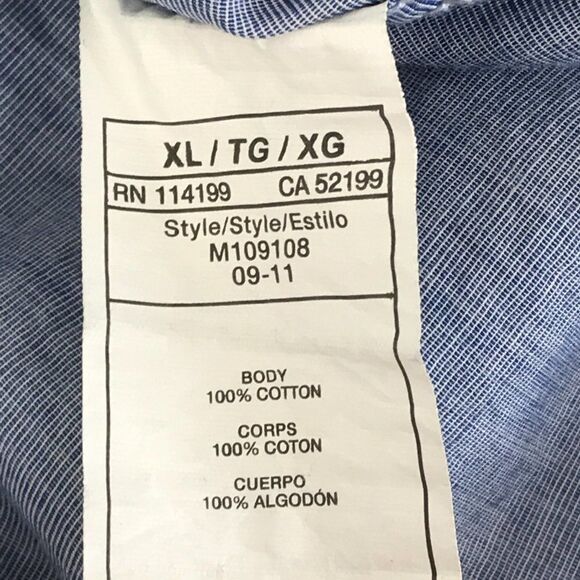 XL / TG / XG
RN 114199 CA 52199
Style/Style/Estilo
M109108
09-11
BODY
100% COTTON
CORPS
100% COTON
CUERPO
100% ALGODÓN